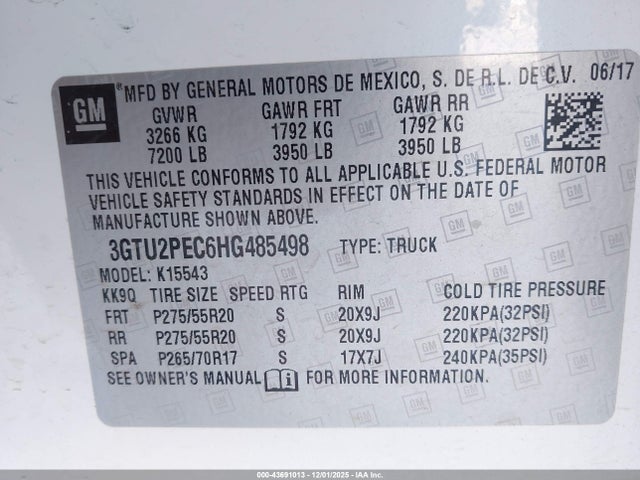 GM ® MFD BY GENERAL MOTORS DE MEXICO, S. DE R.L. DE C.V. 06/17
GVWR GAWR FRT GAWR RR
3266 KG 1792 KG 1792 KG
7200 LB 3950 LB 3950 LB
THIS VEHICLE CONFORMS TO ALL APPLICABLE U.S. FEDERAL MOTOR
VEHICLE SAFETY STANDARDS IN EFFECT ON THE DATE OF
MANUFACTURE SHOWN ABOVE.
3GTU2PEC6HG485498 TYPE: TRUCK
MODEL: K15543
KK9Q TIRE SIZE SPEED RTG RIM COLD TIRE PRESSURE
FRT P275/55R20 S 20X9J 220KPA(32PSI)
RR P275/55R20 S 20X9J 220KPA(32PSI)
SPA P265/70R17 S 17X7J 240KPA(35PSI)
SEE OWNER'S MANUAL FOR MORE INFORMATION.
000-43691013 - 12/01/2025 - IAA Inc.